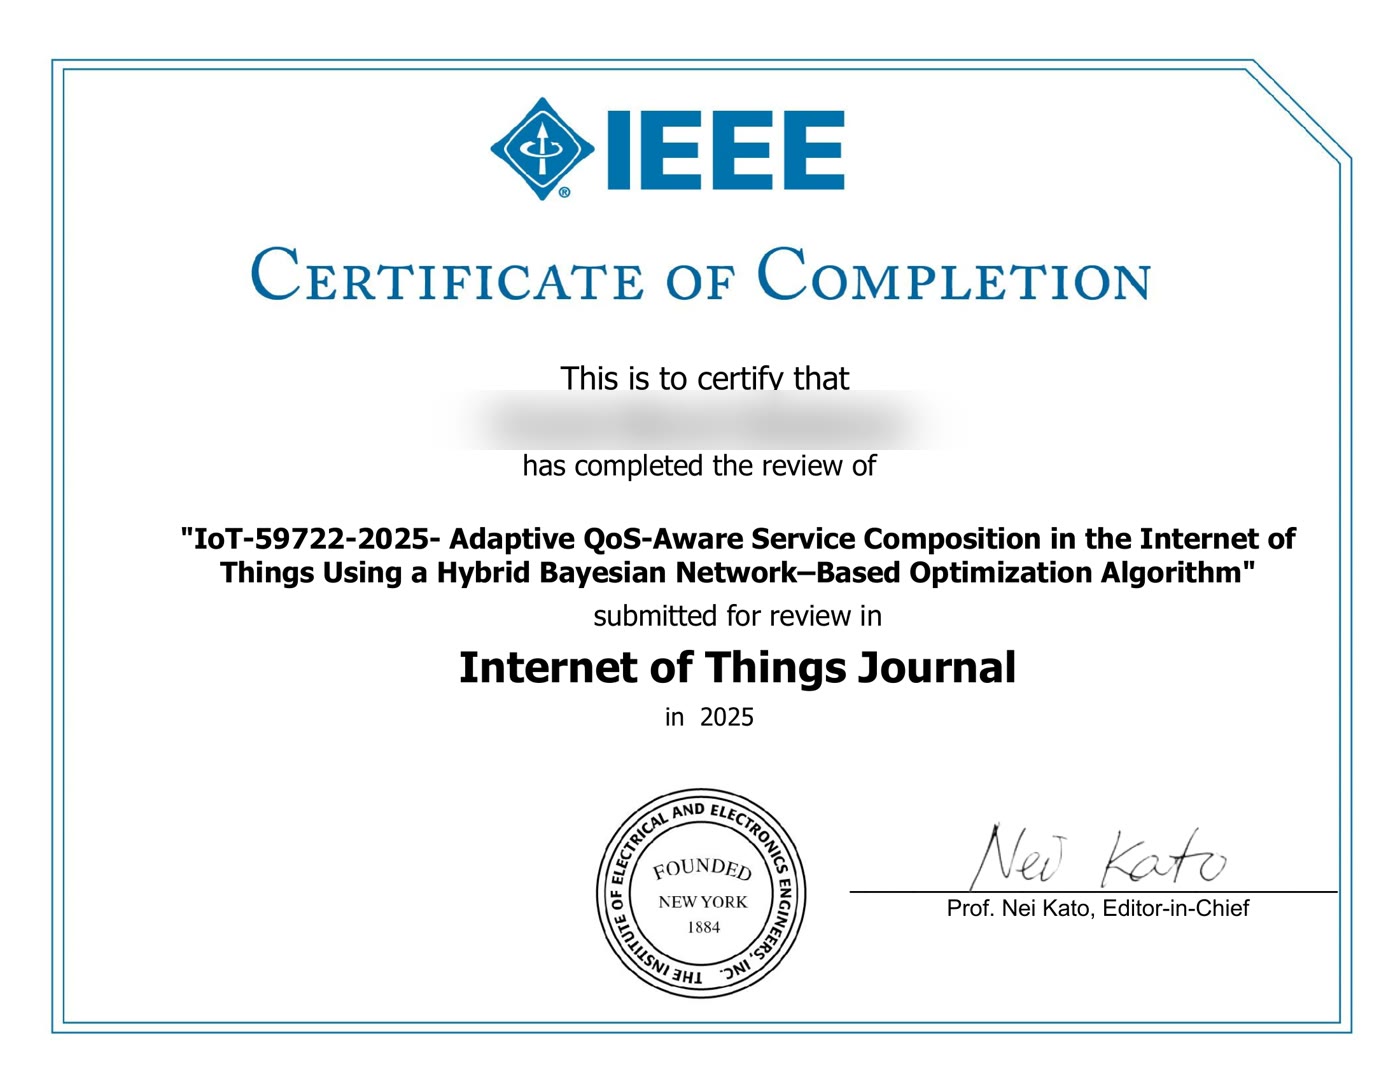 IEEE
®
CERTIFICATE OF COMPLETION
This is to certify that
has completed the review of
"IoT-59722-2025- Adaptive QoS-Aware Service Composition in the Internet of
Things Using a Hybrid Bayesian Network–Based Optimization Algorithm"
submitted for review in
Internet of Things Journal
in 2025
THE INSTITUTE OF ELECTRICAL AND ELECTRONICS ENGINEERS, INC.
FOUNDED
NEW YORK
1884
Nei Kato
Prof. Nei Kato, Editor-in-Chief